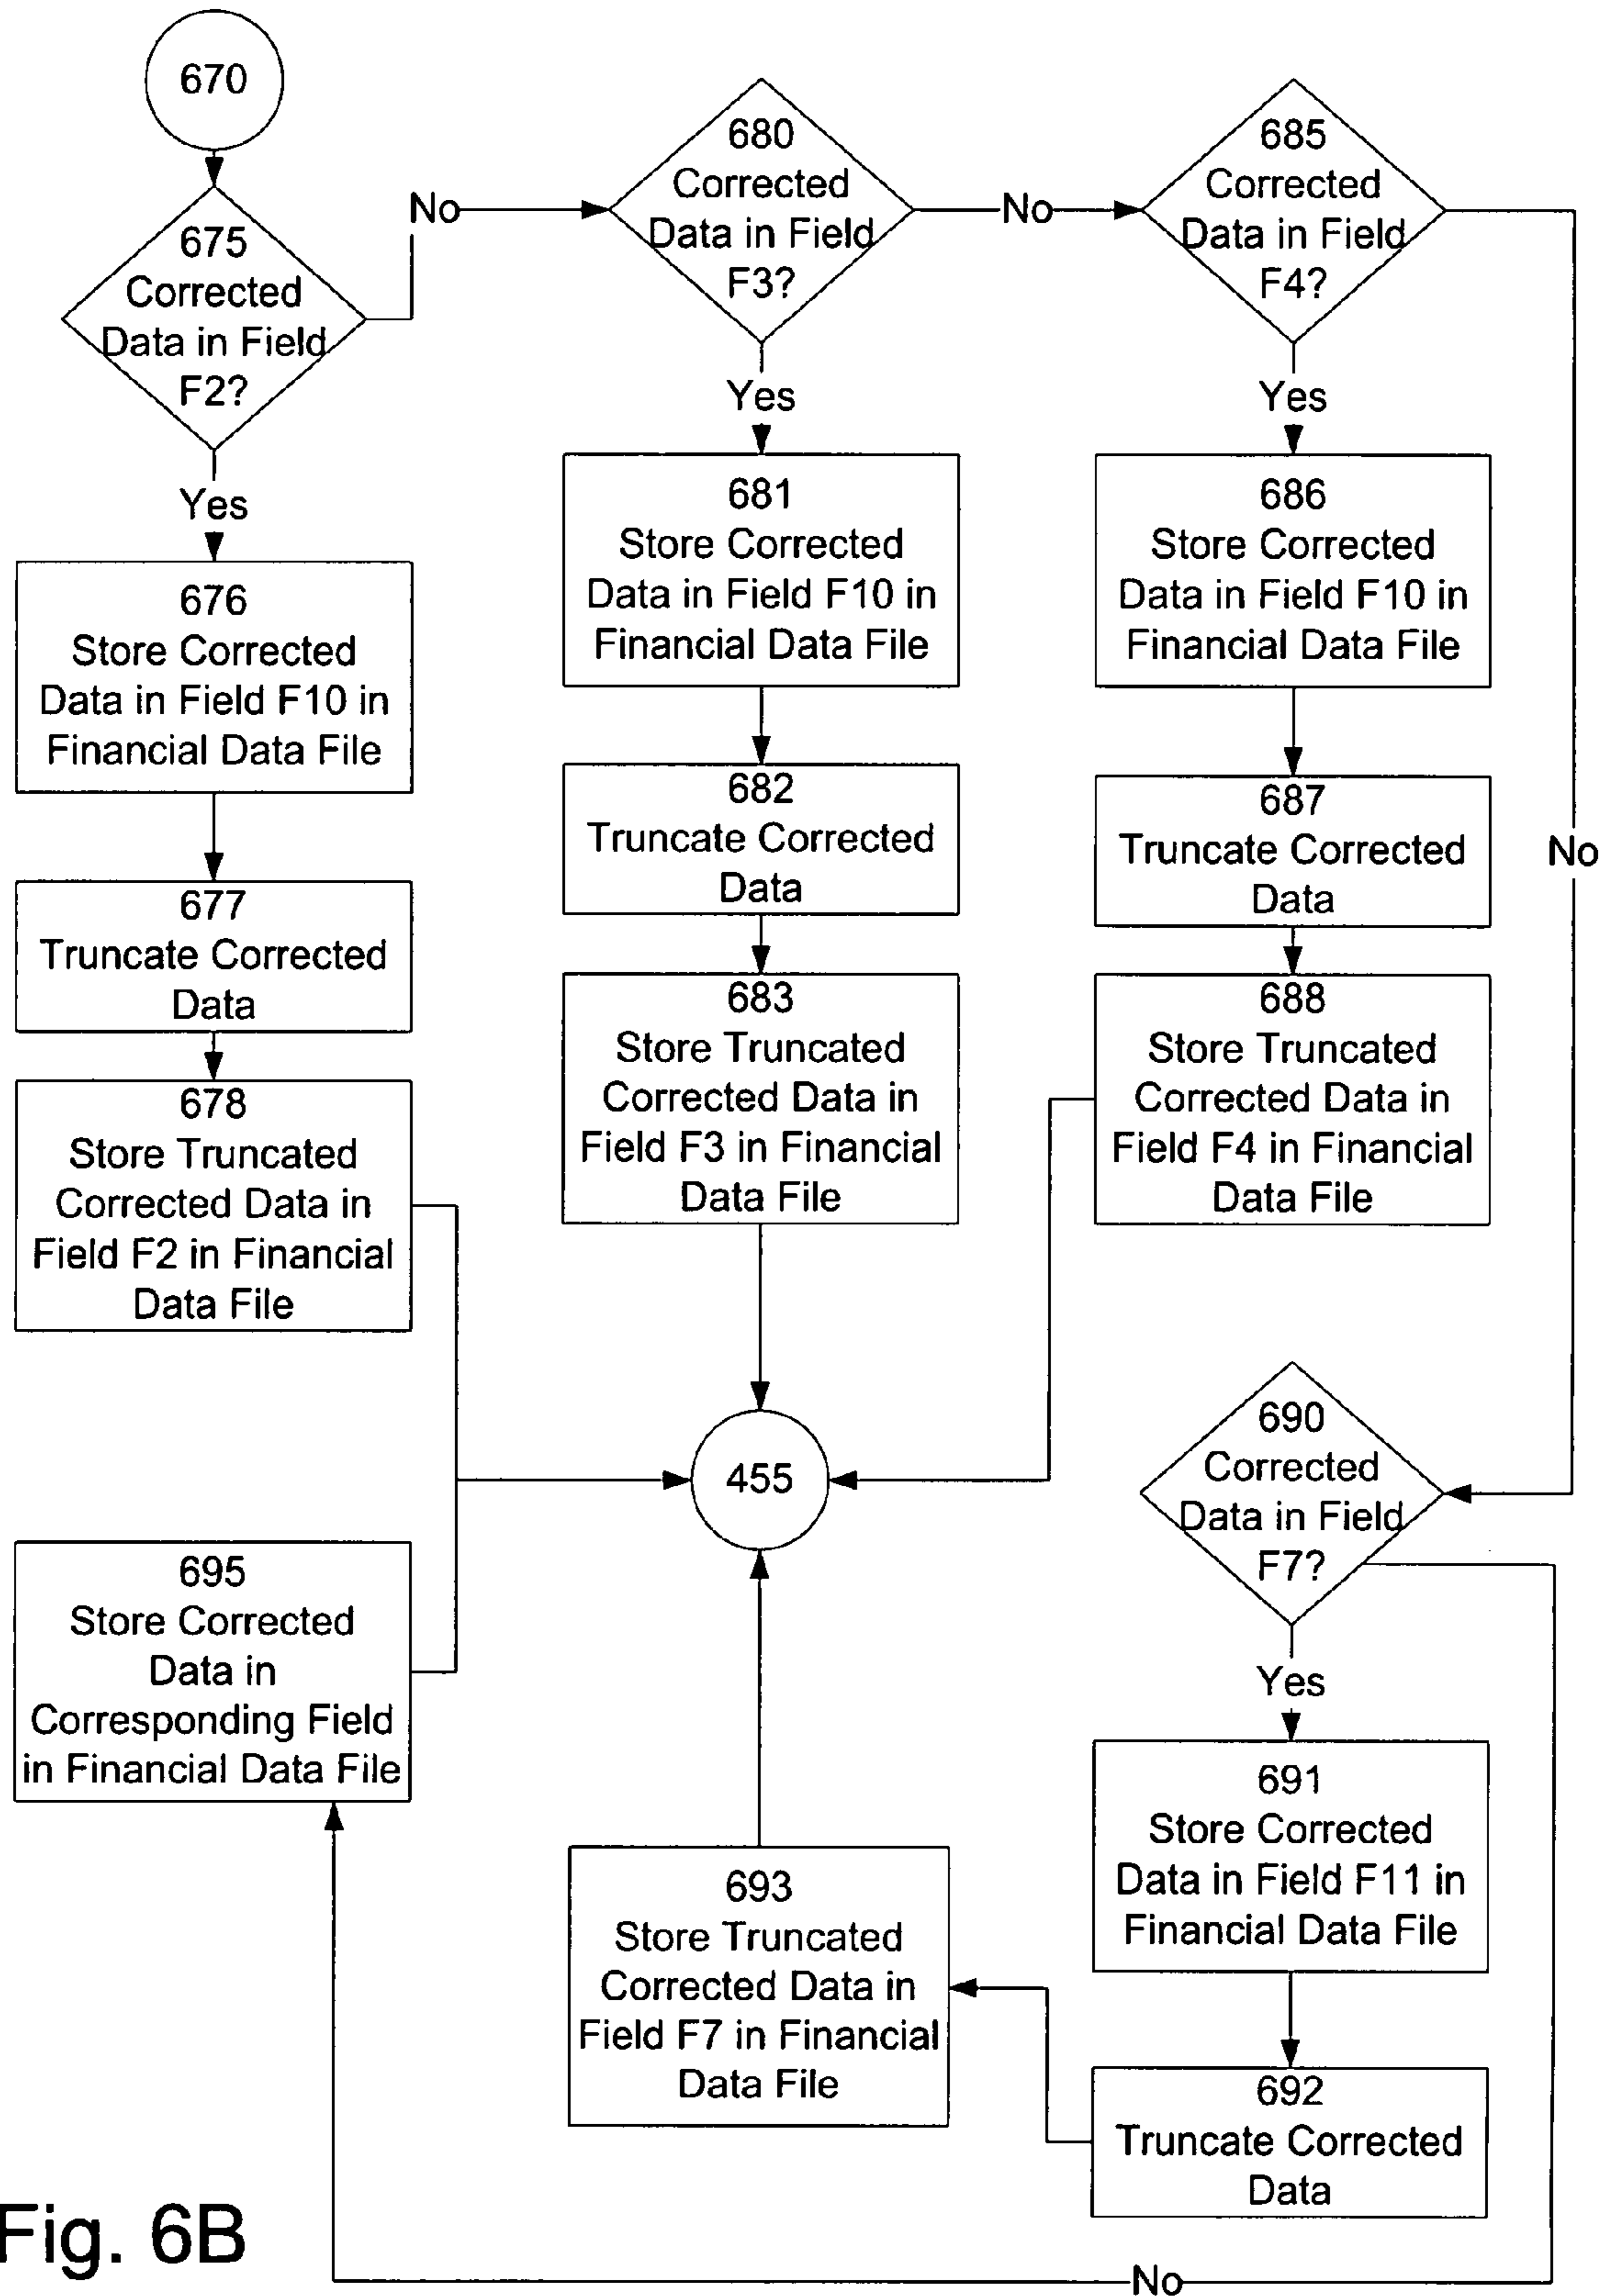 670
675
Corrected
Data in Field
F2?
No
680
Corrected
Data in Field
F3?
No
685
Corrected
Data in Field
F4?
No
Yes
676
Store Corrected
Data in Field F10 in
Financial Data File
677
Truncate Corrected
Data
678
Store Truncated
Corrected Data in
Field F2 in Financial
Data File
Yes
681
Store Corrected
Data in Field F10 in
Financial Data File
682
Truncate Corrected
Data
683
Store Truncated
Corrected Data in
Field F3 in Financial
Data File
Yes
686
Store Corrected
Data in Field F10 in
Financial Data File
687
Truncate Corrected
Data
688
Store Truncated
Corrected Data in
Field F4 in Financial
Data File
455
690
Corrected
Data in Field
F7?
Yes
691
Store Corrected
Data in Field F11 in
Financial Data File
692
Truncate Corrected
Data
693
Store Truncated
Corrected Data in
Field F7 in Financial
Data File
695
Store Corrected
Data in
Corresponding Field
in Financial Data File
No
Fig. 6B